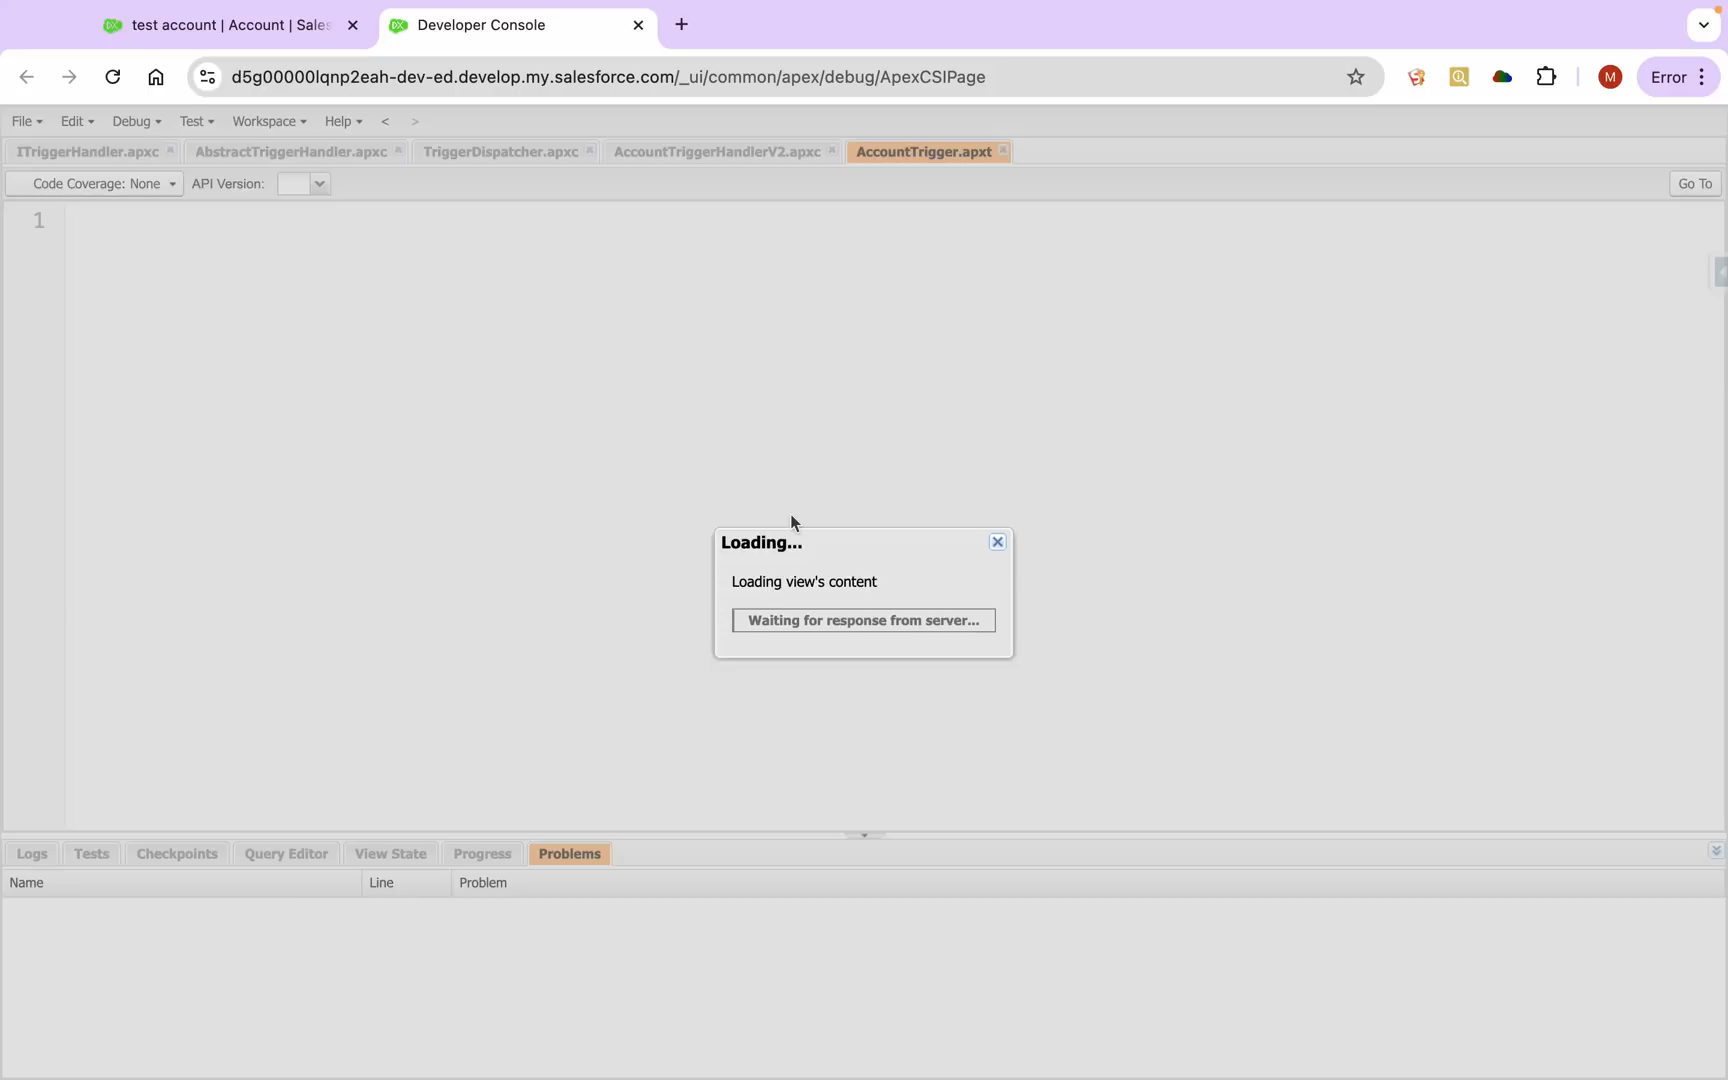 test account | Account | Sales
Developer Console
d5g00000lqnp2eah-dev-ed.develop.my.salesforce.com/_ui/common/apex/debug/ApexCSIPage
M
Error
File Edit Debug Test Workspace Help < >
ITriggerHandler.apxc AbstractTriggerHandler.apxc TriggerDispatcher.apxc AccountTriggerHandlerV2.apxc AccountTrigger.apxt
Code Coverage: None API Version: Go To
1
Loading...
Loading view's content
Waiting for response from server...
Logs Tests Checkpoints Query Editor View State Progress Problems
Name Line Problem